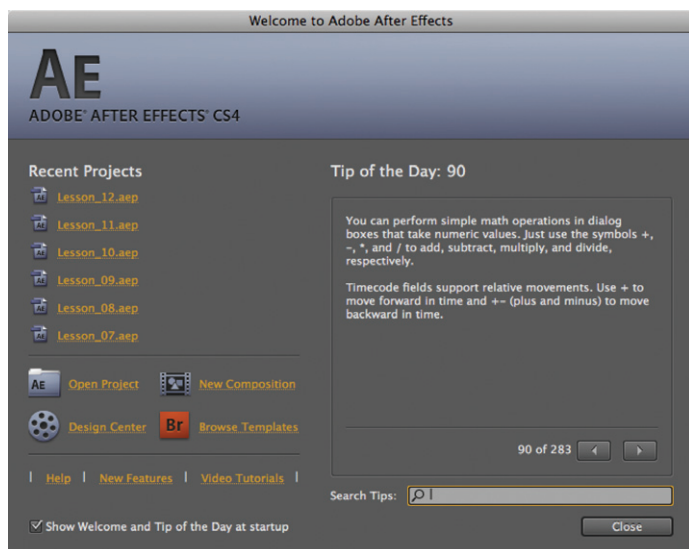 Welcome to Adobe After Effects
AE
ADOBE® AFTER EFFECTS® CS4
Recent Projects
Lesson_12.aep
Lesson_11.aep
Lesson_10.aep
Lesson_09.aep
Lesson_08.aep
Lesson_07.aep
AE Open Project
New Composition
Design Center
Br Browse Templates
Help | New Features | Video Tutorials
Show Welcome and Tip of the Day at startup
Tip of the Day: 90
You can perform simple math operations in dialog
boxes that take numeric values. Just use the symbols +,
-, *, and / to add, subtract, multiply, and divide,
respectively.
Timecode fields support relative movements. Use + to
move forward in time and +- (plus and minus) to move
backward in time.
90 of 283
Search Tips:
Close